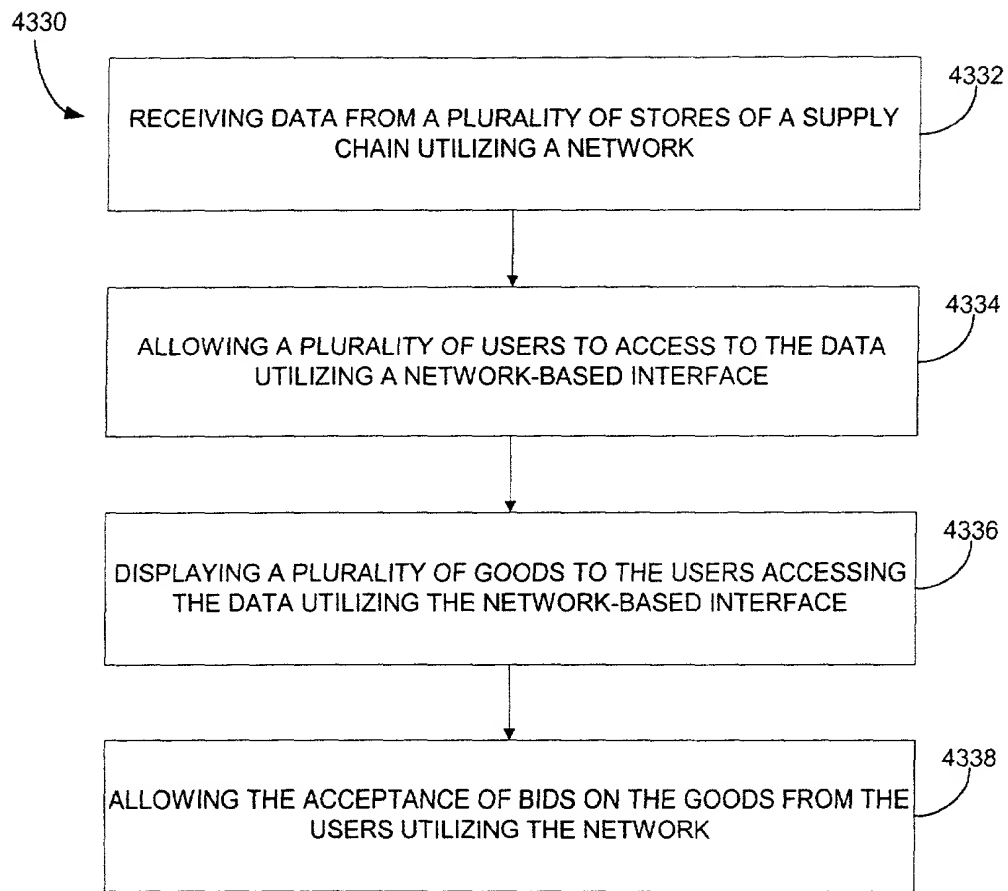 4330
4332
RECEIVING DATA FROM A PLURALITY OF STORES OF A SUPPLY
CHAIN UTILIZING A NETWORK
4334
ALLOWING A PLURALITY OF USERS TO ACCESS TO THE DATA
UTILIZING A NETWORK-BASED INTERFACE
4336
DISPLAYING A PLURALITY OF GOODS TO THE USERS ACCESSING
THE DATA UTILIZING THE NETWORK-BASED INTERFACE
4338
ALLOWING THE ACCEPTANCE OF BIDS ON THE GOODS FROM THE
USERS UTILIZING THE NETWORK